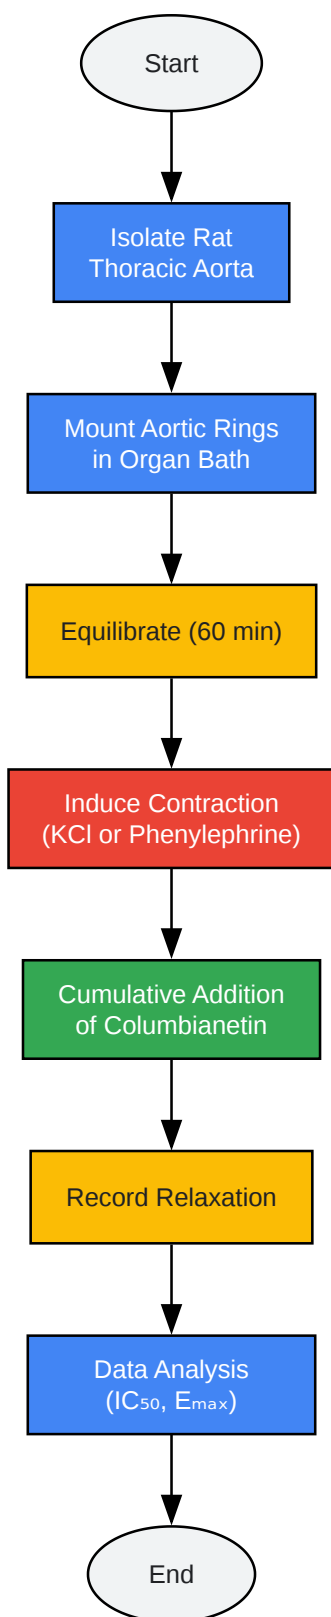 Start
Isolate Rat
Thoracic Aorta
Mount Aortic Rings
in Organ Bath
Equilibrate (60 min)
Induce Contraction
(KCl or Phenylephrine)
Cumulative Addition
of Columbianetin
Record Relaxation
Data Analysis
(IC₅₀, Eₘₐₓ)
End